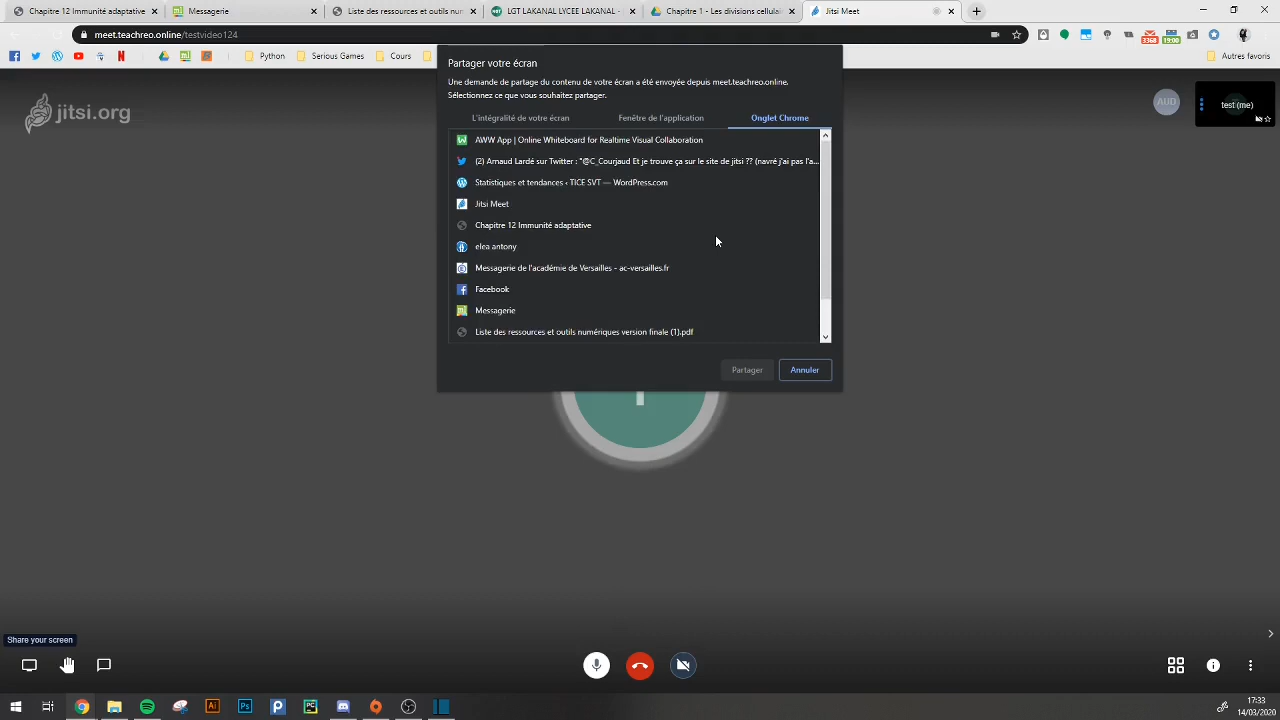 Chapitre 12 Immunité adaptative
Messagerie
Liste des ressources et outils num
LGT LAKANAL LYCEE LAKANAL -
Chapitre 1 - Les divisions cellulai
Jitsi Meet
meet.teachreo.online/testvideo124
3368
19:00
Python
Serious Games
Cours
Autres favoris
jitsi.org
AUD
test (me)
Partager votre écran
Une demande de partage du contenu de votre écran a été envoyée depuis meet.teachreo.online.
Sélectionnez ce que vous souhaitez partager.
L'intégralité de votre écran
Fenêtre de l'application
Onglet Chrome
AWW App | Online Whiteboard for Realtime Visual Collaboration
(2) Arnaud Lardé sur Twitter : "@C_Courjaud Et je trouve ça sur le site de jitsi ?? (navré j'ai pas l'a...
Statistiques et tendances ‹ TICE SVT — WordPress.com
Jitsi Meet
Chapitre 12 Immunité adaptative
elea antony
Messagerie de l'académie de Versailles - ac-versailles.fr
Facebook
Messagerie
Liste des ressources et outils numériques version finale (1).pdf
Partager
Annuler
Share your screen
Ai
Ps
PC
17:33
14/03/2020